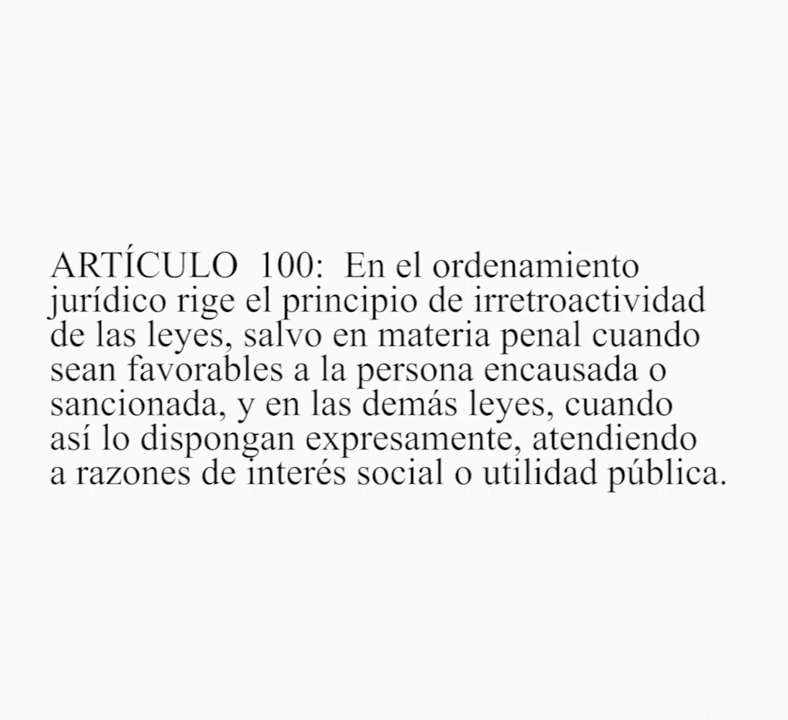 ARTÍCULO 100: En el ordenamiento
jurídico rige el principio de irretroactividad
de las leyes, salvo en materia penal cuando
sean favorables a la persona encausada o
sancionada, y en las demás leyes, cuando
así lo dispongan expresamente, atendiendo
a razones de interés social o utilidad pública.